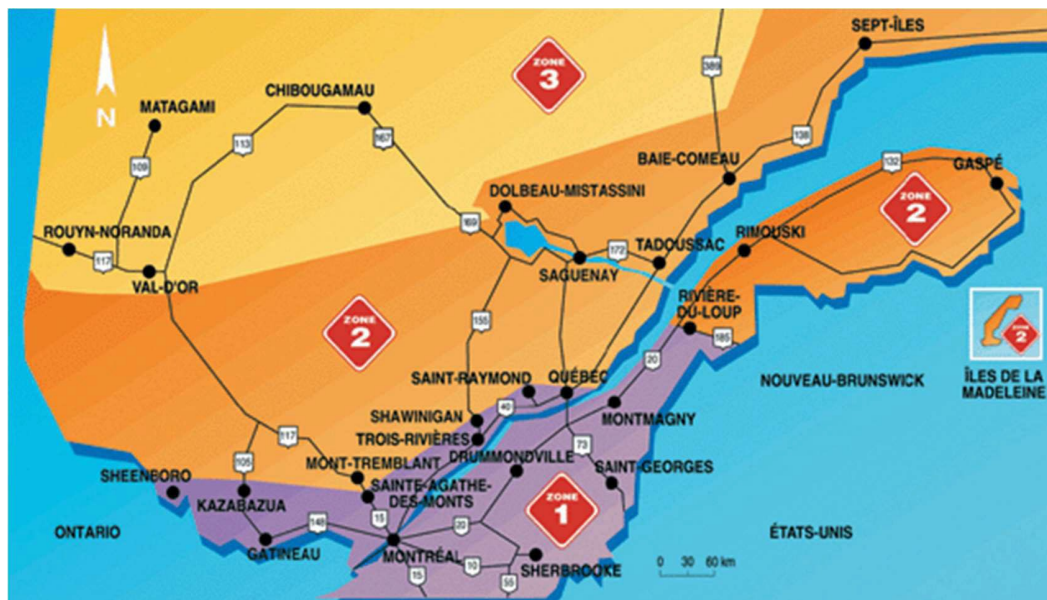 SEPT-ÎLES
ZONE
3
389
N
CHIBOUGAMAU
MATAGAMI
113
167
138
109
BAIE-COMEAU
132
GASPÉ
DOLBEAU-MISTASSINI
ZONE
2
ROUYN-NORANDA
169
RIMOUSKI
117
172
TADOUSSAC
VAL-D'OR
SAGUENAY
RIVIÈRE-
DU-LOUP
ZONE
2
155
185
ZONE
2
20
SAINT-RAYMOND
QUÉBEC
NOUVEAU-BRUNSWICK
ÎLES DE LA
MADELEINE
SHAWINIGAN
40
MONTMAGNY
TROIS-RIVIÈRES
117
73
DRUMMONDVILLE
MONT-TREMBLANT
105
SHEENBORO
SAINT-GEORGES
SAINTE-AGATHE-
DES-MONTS
KAZABAZUA
ZONE
1
ONTARIO
148
15
20
ÉTATS-UNIS
GATINEAU
MONTRÉAL
10
SHERBROOKE
0 30 60 km
15
55